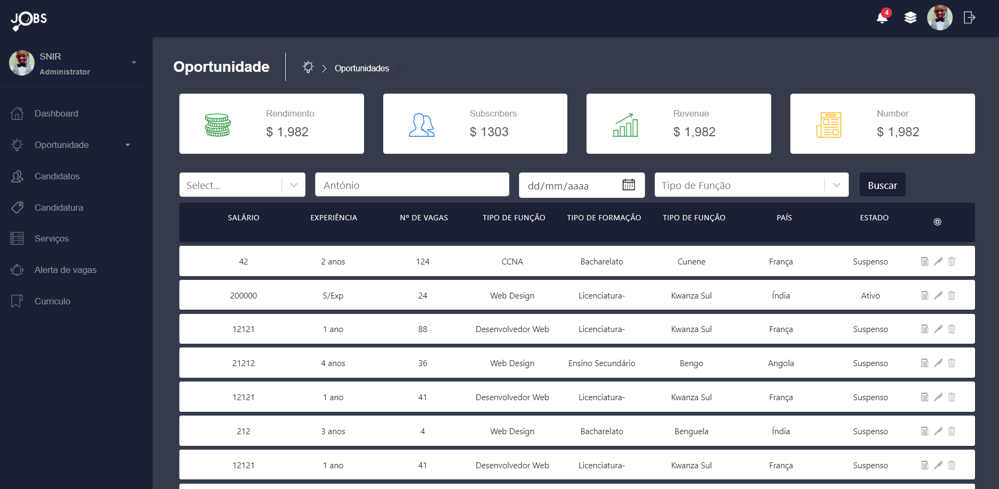 JOBS
4
SNIR
Administrator
Dashboard
Oportunidade
Candidatos
Candidatura
Serviços
Alerta de vagas
Curriculo
Oportunidade
Oportunidades
Rendimento
$ 1,982
Subscribers
$ 1303
Revenue
$ 1,982
Number
$ 1,982
Select... António dd/mm/aaaa Tipo de Função Buscar
SALÁRIO EXPERIÊNCIA Nº DE VAGAS TIPO DE FUNÇÃO TIPO DE FORMAÇÃO TIPO DE FUNÇÃO PAÍS ESTADO
42 2 anos 124 CCNA Bacharelato Cunene França Suspenso
200000 S/Exp 24 Web Design Licenciatura- Kwanza Sul Índia Ativo
12121 1 ano 88 Desenvolvedor Web Licenciatura- Kwanza Sul França Suspenso
21212 4 anos 36 Web Design Ensino Secundário Bengo Angola Suspenso
12121 1 ano 41 Desenvolvedor Web Licenciatura- Kwanza Sul França Suspenso
212 3 anos 4 Web Design Bacharelato Benguela Índia Suspenso
12121 1 ano 41 Desenvolvedor Web Licenciatura- Kwanza Sul França Suspenso